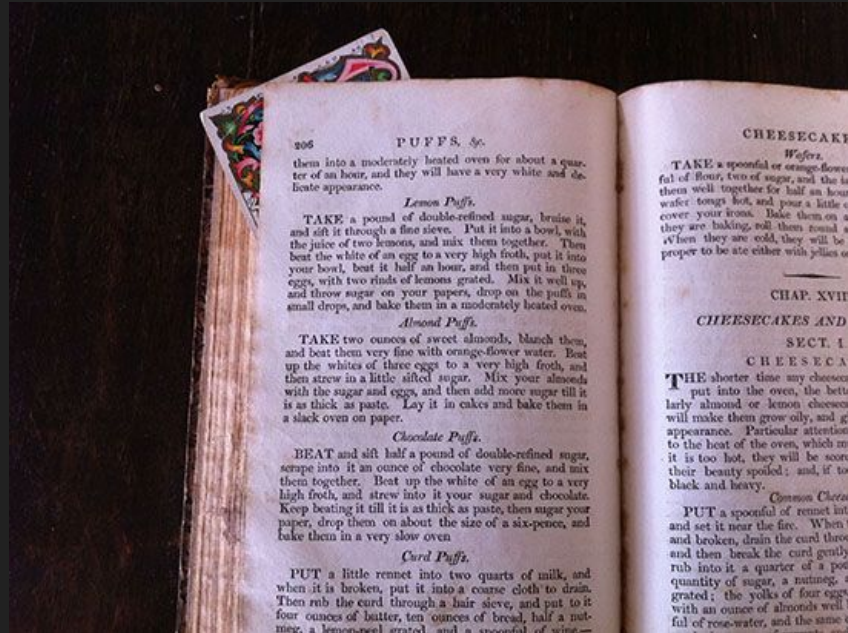 206 PUFFS, &c.
them into a moderately heated oven for about a quar-
ter of an hour, and they will have a very white and de-
licate appearance.
Lemon Puffs.
TAKE a pound of double-refined sugar, bruise it,
and sift it through a fine sieve. Put it into a bowl, with
the juice of two lemons, and mix them together. Then
beat the white of an egg to a very high froth, put it into
your bowl, beat it half an hour, and then put in three
eggs, with two rinds of lemons grated. Mix it well up,
and throw sugar on your papers, drop on the puffs in
small drops, and bake them in a moderately heated oven.
Almond Puffs.
TAKE two ounces of sweet almonds, blanch them,
and beat them very fine with orange-flower water. Beat
up the whites of three eggs to a very high froth, and
then strew in a little sifted sugar. Mix your almonds
with the sugar and eggs, and then add more sugar till it
is as thick as paste. Lay it in cakes and bake them in
a slack oven on paper.
Chocolate Puffs.
BEAT and sift half a pound of double-refined sugar,
scrape into it an ounce of chocolate very fine, and mix
them together. Beat up the white of an egg to a very
high froth, and strew into it your sugar and chocolate.
Keep beating it till it is as thick as paste, then sugar your
paper, drop them on about the size of a six-pence, and
bake them in a very slow oven
Curd Puffs.
PUT a little rennet into two quarts of milk, and
when it is broken, put it into a coarse cloth to drain.
Then rub the curd through a hair sieve, and put to it
four ounces of butter, ten ounces of bread, half a nut-
meg, a lemon-peel grated, and a spoonful of wine—
CHEESECAKE
Wafers.
TAKE a spoonful of orange-flower
ful of flour, two of sugar, and the
them well together for half an hour
wafer tongs hot, and pour a little
cover your irons. Bake them on a
they are baking, roll them round
When they are cold, they will be
proper to be ate either with jellies or
CHAP. XVII
CHEESECAKES AND
SECT. I.
CHEESECA
THE shorter time any cheesec
put into the oven, the bette
larly almond or lemon cheesec
will make them grow oily, and
appearance. Particular attention
to the heat of the oven, which m
it is too hot, they will be scor
their beauty spoiled; and, if too
black and heavy.
Common Cheese
PUT a spoonful of rennet int
and set it near the fire. When
and broken, drain the curd throu
and then break the curd gently
rub into it a quarter of a pou
quantity of sugar, a nutmeg, a
grated; the yolks of four eggs,
with an ounce of almonds well
ful of rose-water, and the same